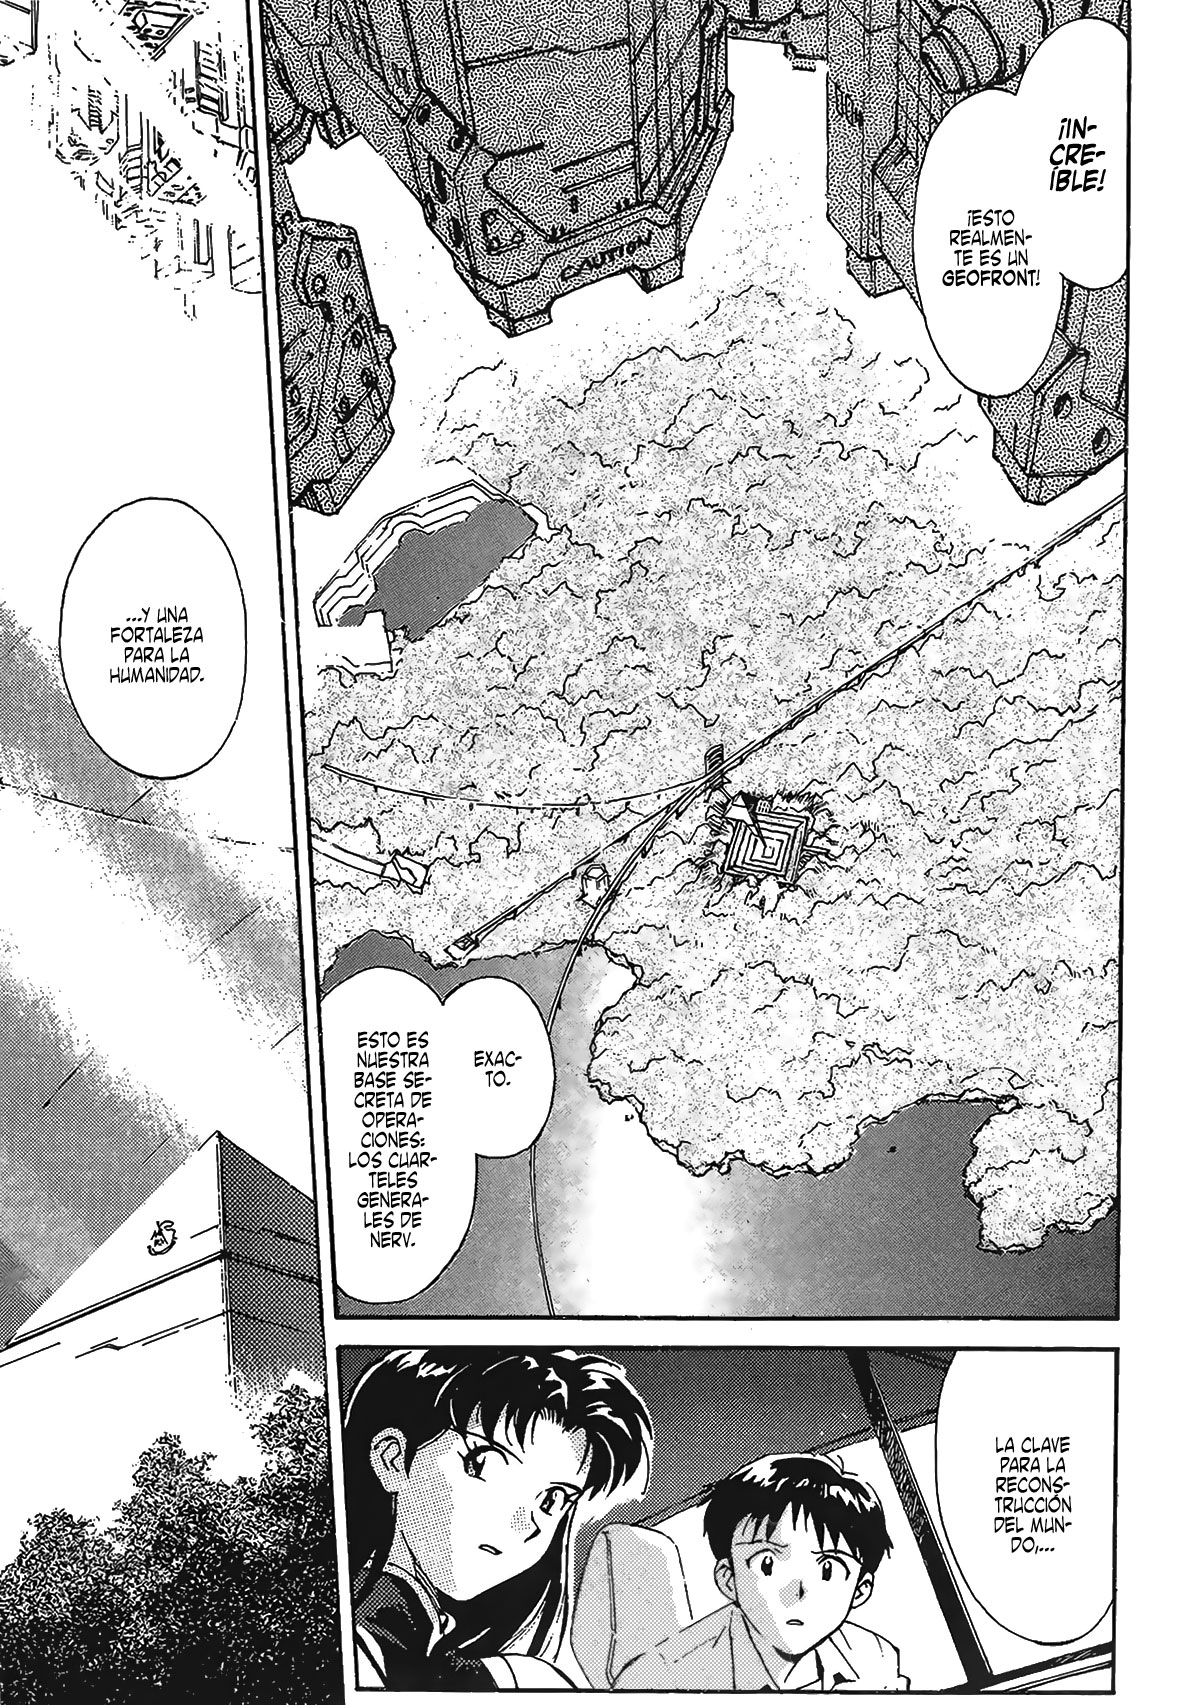 ¡IN-
CRE-
ÍBLE!
¡ESTO
REALMEN-
TE ES UN
GEOFRONT!
CAUTION
EXAC-
TO.
ESTO ES
NUESTRA
BASE SE-
CRETA DE
OPERA-
CIONES:
LOS CUAR-
TELES
GENERA-
LES DE
NERV.
LA CLAVE
PARA LA
RECONS-
TRUCCIÓN
DEL MUN-
DO,...
...Y UNA
FORTALEZA
PARA LA
HUMANIDAD.